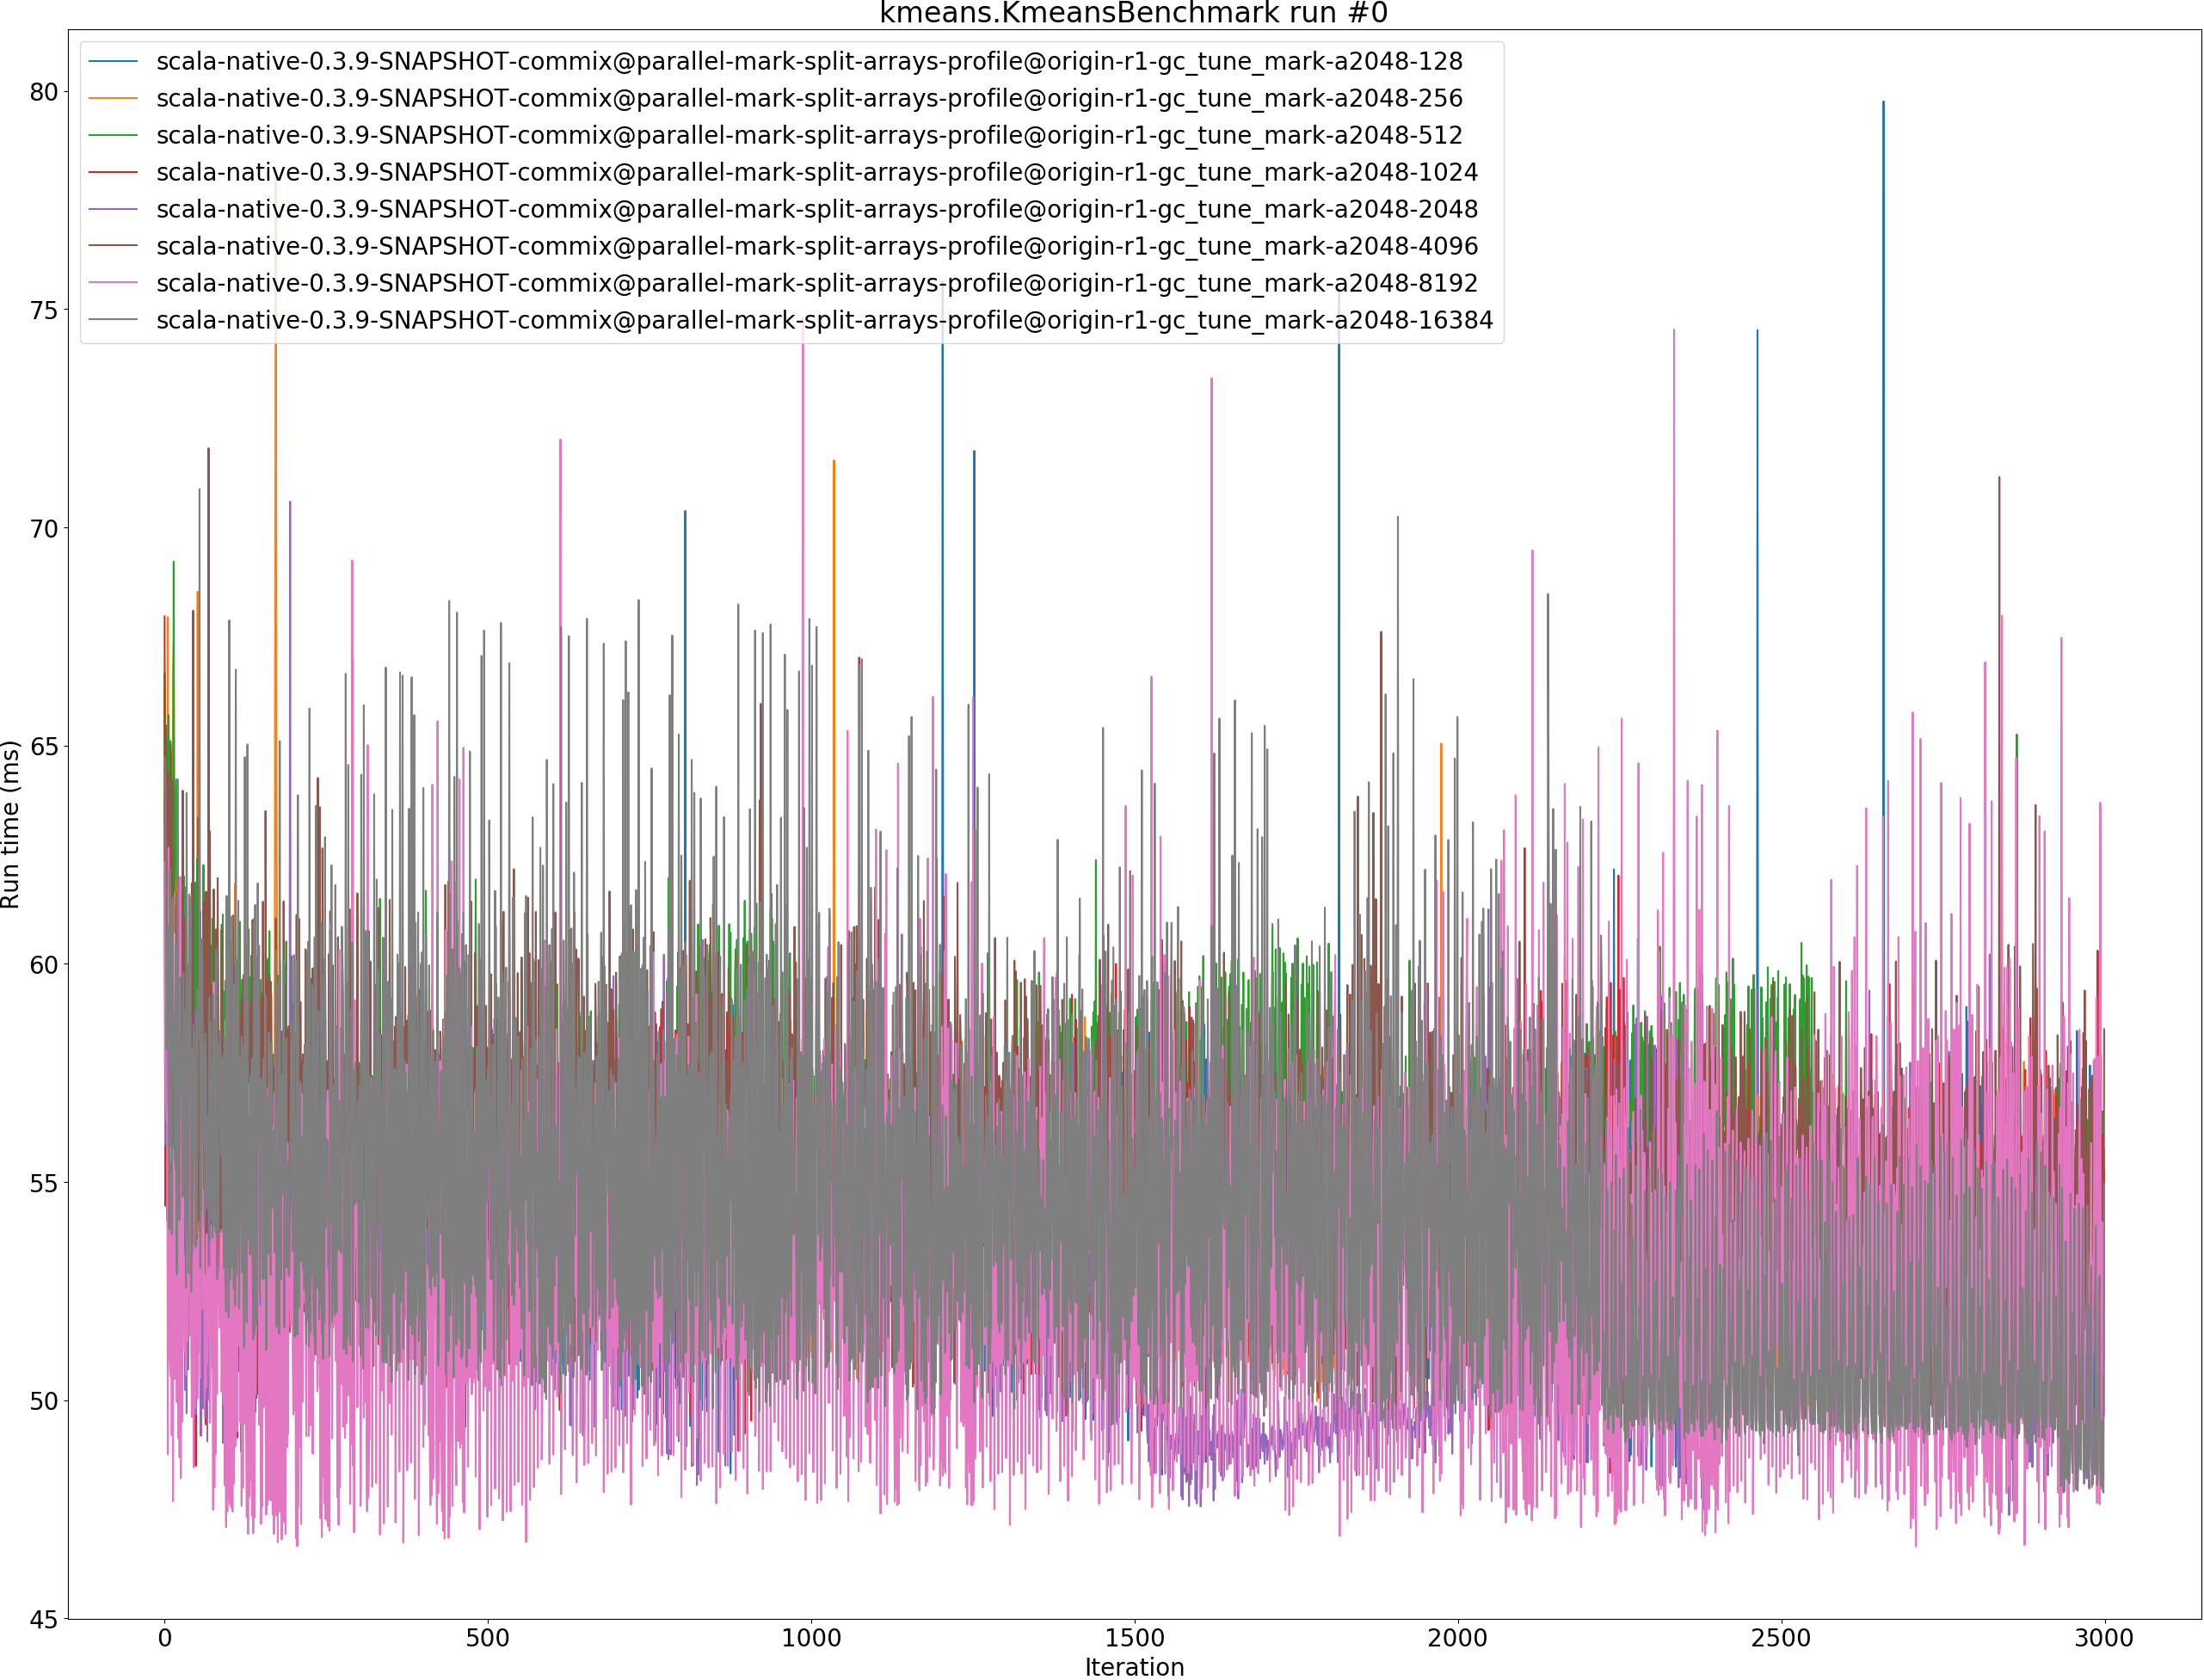 kmeans.KmeansBenchmark run #0
scala-native-0.3.9-SNAPSHOT-commix@parallel-mark-split-arrays-profile@origin-r1-gc_tune_mark-a2048-128
scala-native-0.3.9-SNAPSHOT-commix@parallel-mark-split-arrays-profile@origin-r1-gc_tune_mark-a2048-256
scala-native-0.3.9-SNAPSHOT-commix@parallel-mark-split-arrays-profile@origin-r1-gc_tune_mark-a2048-512
scala-native-0.3.9-SNAPSHOT-commix@parallel-mark-split-arrays-profile@origin-r1-gc_tune_mark-a2048-1024
scala-native-0.3.9-SNAPSHOT-commix@parallel-mark-split-arrays-profile@origin-r1-gc_tune_mark-a2048-2048
scala-native-0.3.9-SNAPSHOT-commix@parallel-mark-split-arrays-profile@origin-r1-gc_tune_mark-a2048-4096
scala-native-0.3.9-SNAPSHOT-commix@parallel-mark-split-arrays-profile@origin-r1-gc_tune_mark-a2048-8192
scala-native-0.3.9-SNAPSHOT-commix@parallel-mark-split-arrays-profile@origin-r1-gc_tune_mark-a2048-16384
80
75
70
65
60
55
50
45
Run time (ms)
0 500 1000 1500 2000 2500 3000
Iteration